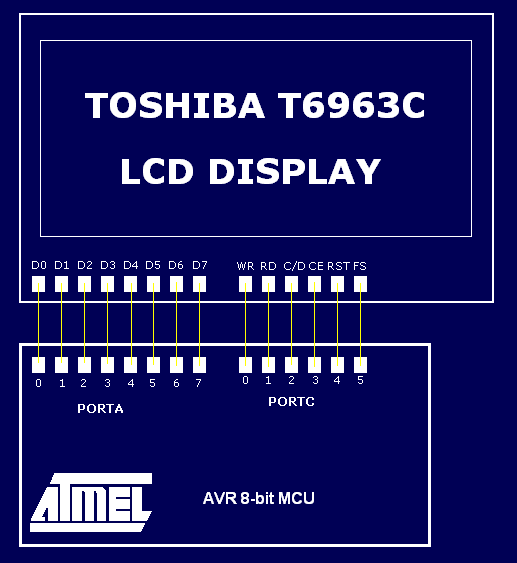 TOSHIBA T6963C
LCD DISPLAY
D0 D1 D2 D3 D4 D5 D6 D7 WR RD C/D CE RST FS
0 1 2 3 4 5 6 7 0 1 2 3 4 5
PORTA PORTC
ATMEL
AVR 8-bit MCU